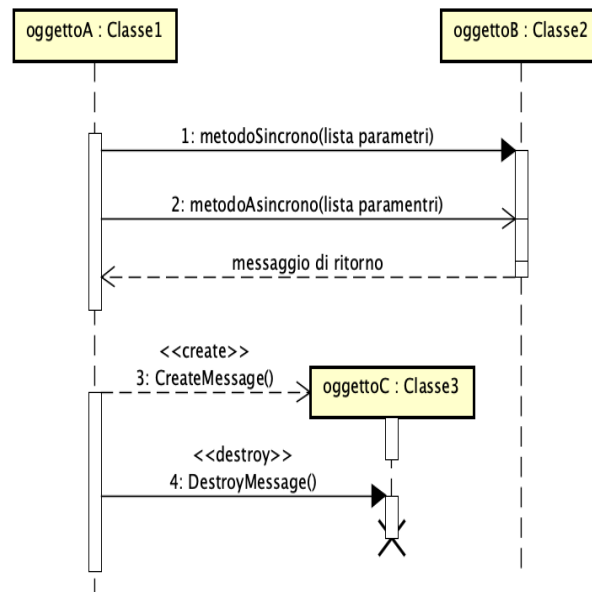 oggettoA : Classe1
oggettoB : Classe2
1: metodoSincrono(lista parametri)
2: metodoAsincrono(lista paramentri)
messaggio di ritorno
<<create>>
3: CreateMessage()
oggettoC : Classe3
<<destroy>>
4: DestroyMessage()